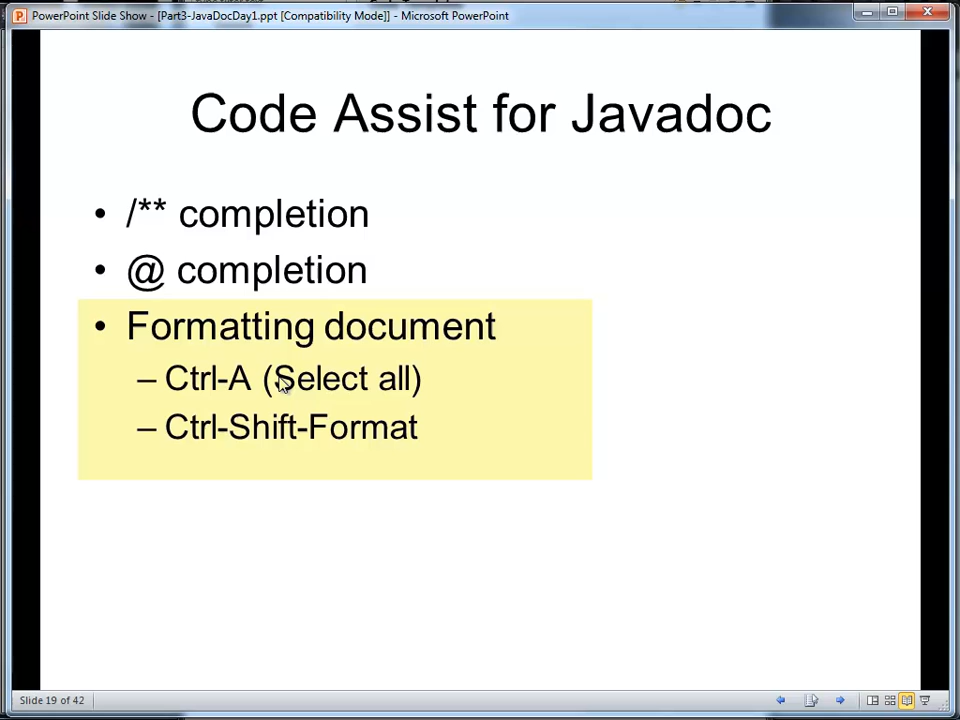 PowerPoint Slide Show - [Part3-JavaDocDay1.ppt [Compatibility Mode]] - Microsoft PowerPoint
Code Assist for Javadoc
• /** completion
• @ completion
• Formatting document
– Ctrl-A (Select all)
– Ctrl-Shift-Format
Slide 19 of 42